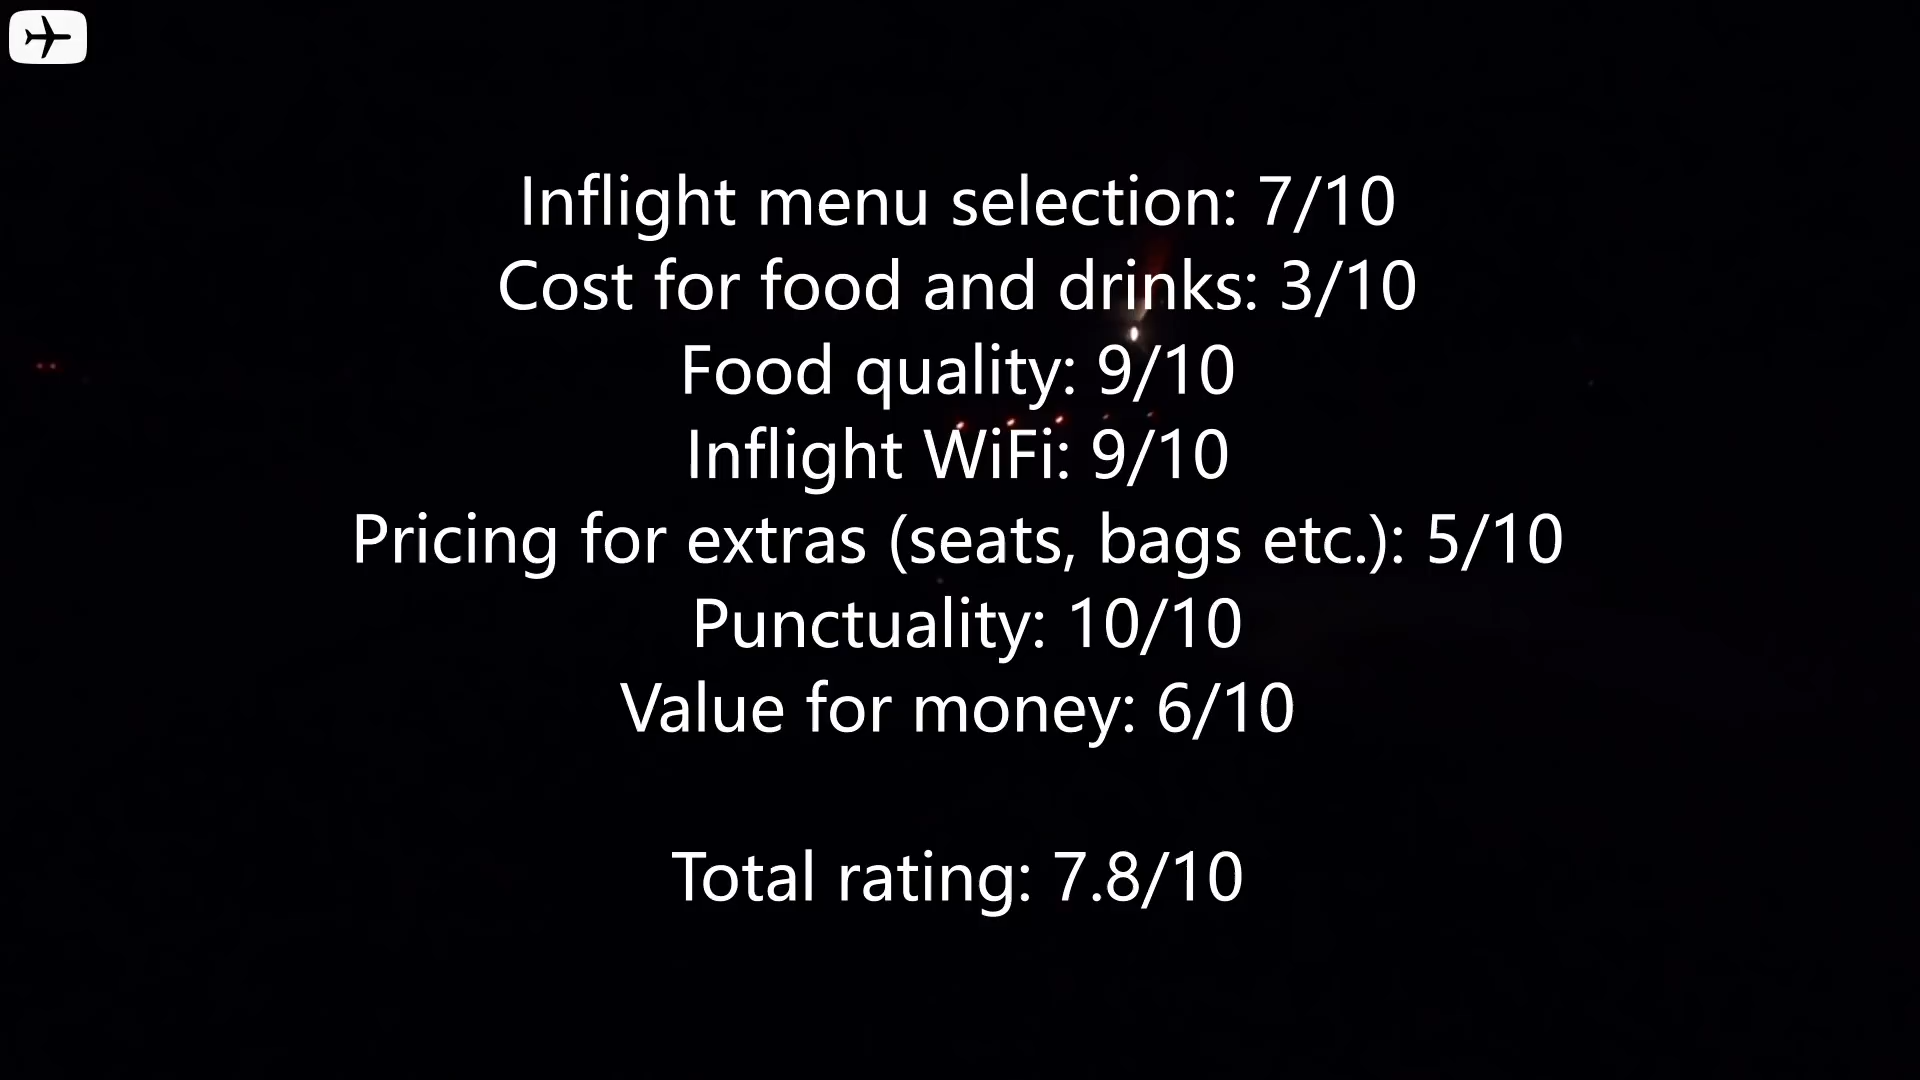 Inflight menu selection: 7/10
Cost for food and drinks: 3/10
Food quality: 9/10
Inflight WiFi: 9/10
Pricing for extras (seats, bags etc.): 5/10
Punctuality: 10/10
Value for money: 6/10
Total rating: 7.8/10